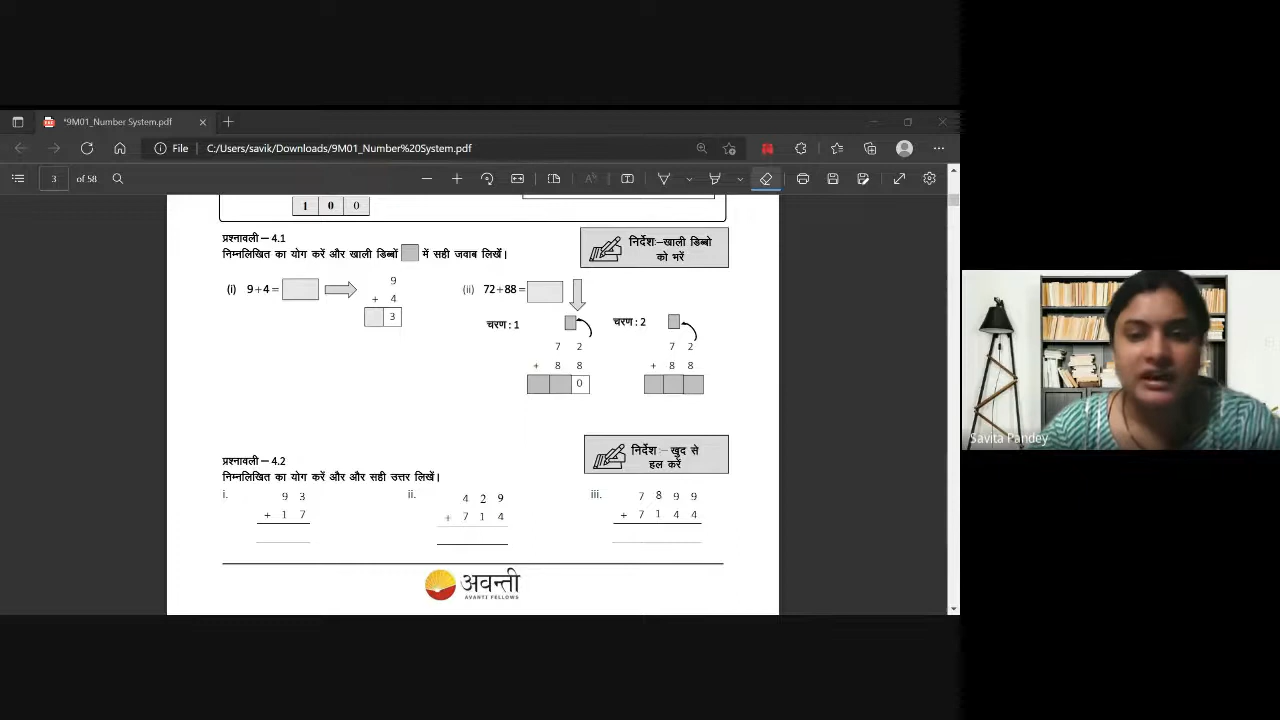 *9M01_Number System.pdf
File C:/Users/savik/Downloads/9M01_Number%20System.pdf
3 of 58
1 0 0
प्रश्नावली – 4.1
निम्नलिखित का योग करें और खाली डिब्बों में सही जवाब लिखें।
निर्देश:-खाली डिब्बो
को भरें
(i) 9+4=
9
+ 4
3
(ii) 72+88=
चरण : 1
7 2
+ 8 8
0
चरण : 2
7 2
+ 8 8
निर्देश:- खुद से
हल करें
प्रश्नावली – 4.2
निम्नलिखित का योग करें और और सही उत्तर लिखें।
i. 9 3
+ 1 7
ii. 4 2 9
+ 7 1 4
iii. 7 8 9 9
+ 7 1 4 4
अवन्ती
AVANTI FELLOWS
Savita Pandey